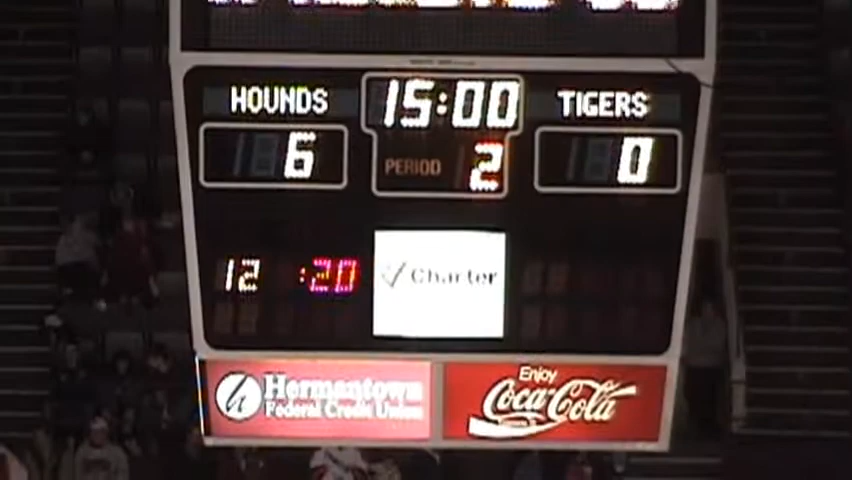 HOUNDS 15:00 TIGERS
6 PERIOD 2 0
12 :20 Charter
Hermantown
Federal Credit Union
Enjoy
Coca-Cola